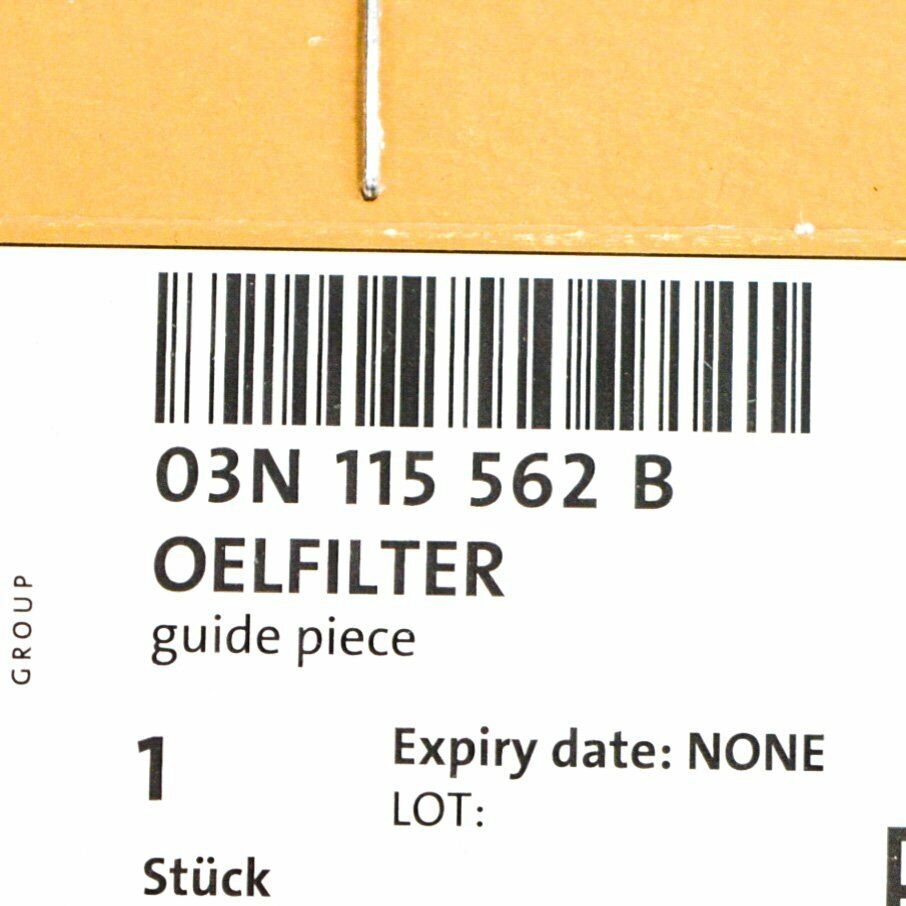 03N 115 562 B
OELFILTER
guide piece
GROUP
1
Expiry date: NONE
LOT:
Stück